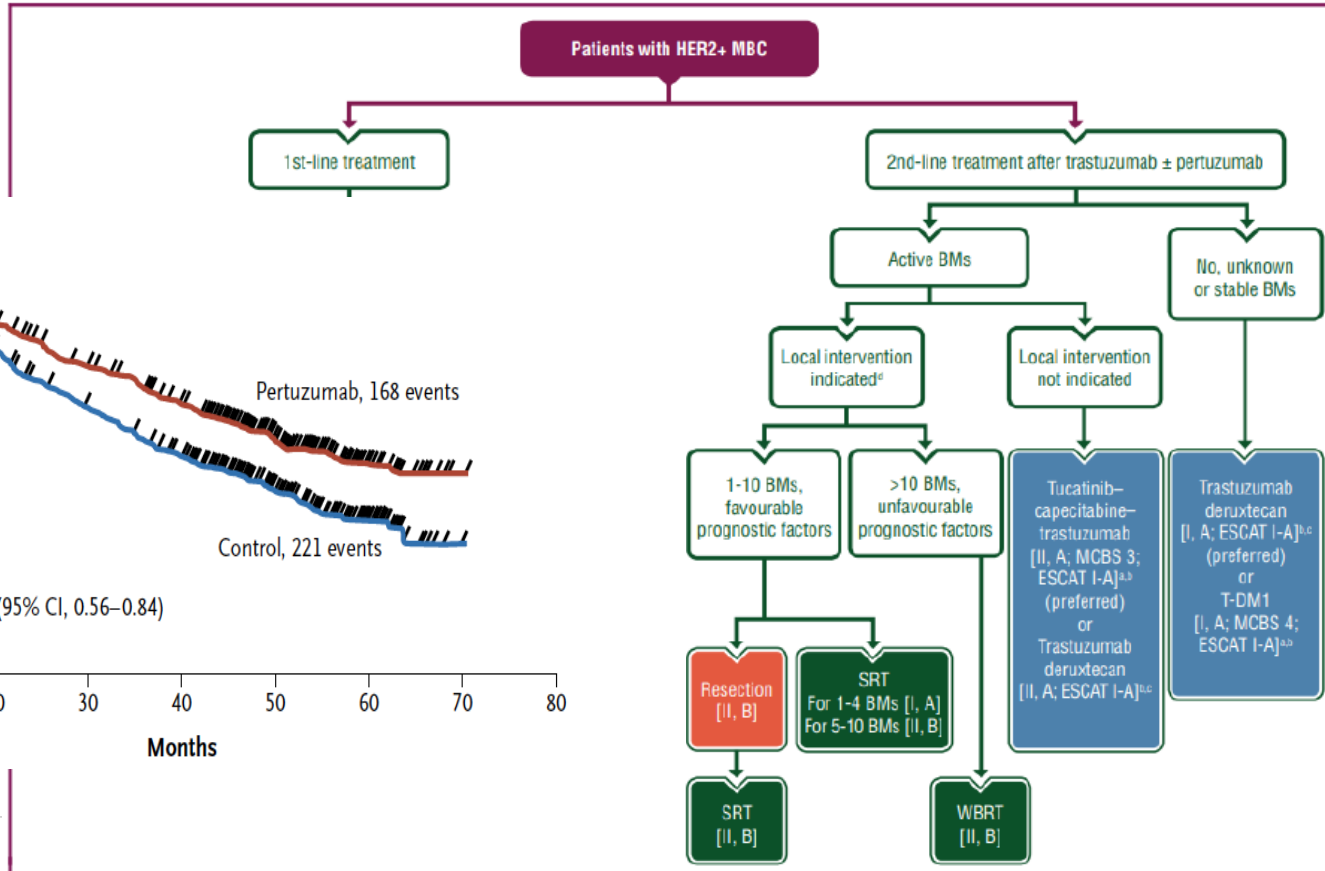 Patients with HER2+ MBC
1st-line treatment
2nd-line treatment after trastuzumab ± pertuzumab
Active BMs
No, unknown
or stable BMs
Local intervention
indicatedᵈ
Local intervention
not indicated
1-10 BMs,
favourable
prognostic factors
>10 BMs,
unfavourable
prognostic factors
Tucatinib–
capecitabine–
trastuzumab
[II, A; MCBS 3;
ESCAT I-A]ᵃ,ᵇ
(preferred)
or
Trastuzumab
deruxtecan
[II, A; ESCAT I-A]ᵇ,ᶜ
Trastuzumab
deruxtecan
[I, A; ESCAT I-A]ᵇ,ᶜ
(preferred)
or
T-DM1
[I, A; MCBS 4;
ESCAT I-A]ᵃ,ᵇ
Resection
[II, B]
SRT
For 1-4 BMs [I, A]
For 5-10 BMs [II, B]
SRT
[II, B]
WBRT
[II, B]
Pertuzumab, 168 events
Control, 221 events
(95% CI, 0.56–0.84)
0 30 40 50 60 70 80
Months